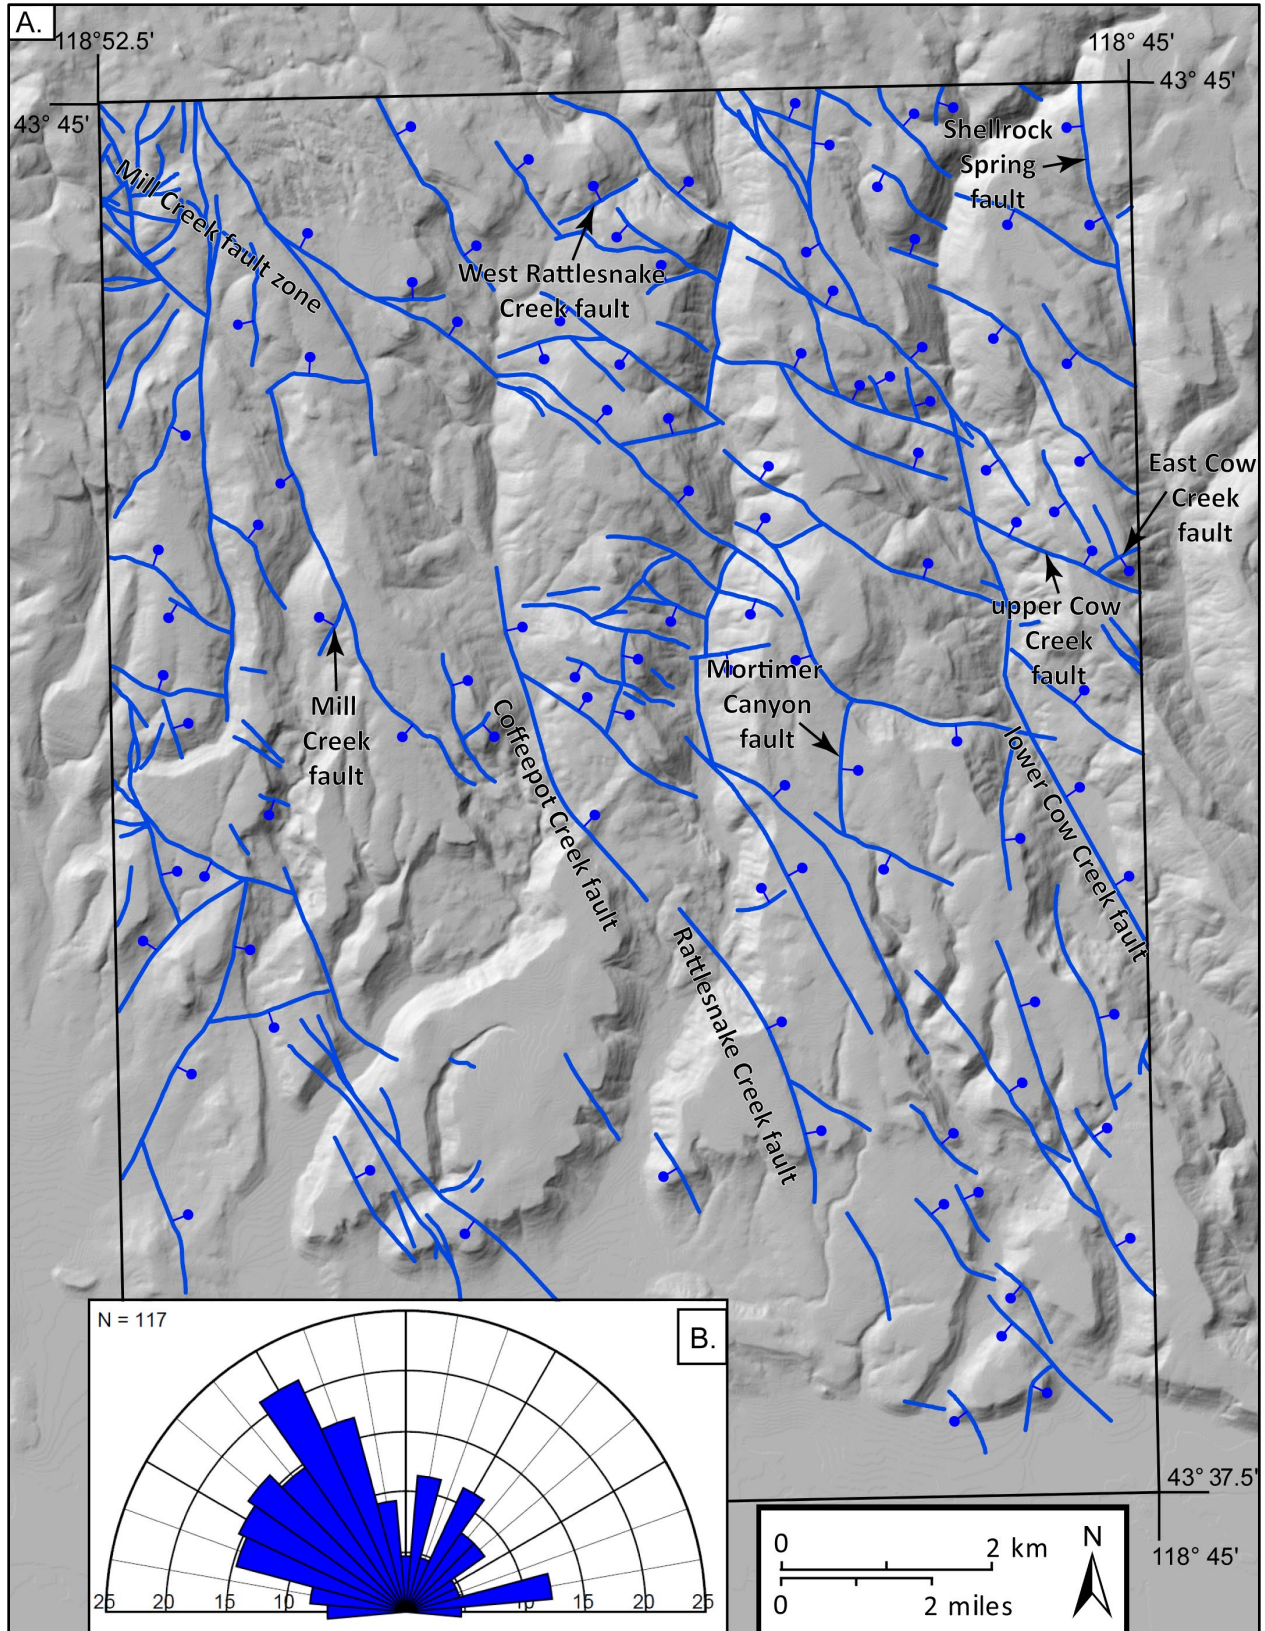 A.
118°52.5'
118° 45'
43° 45'
43° 45'
Shellrock
Spring
fault
Mill Creek fault zone
West Rattlesnake
Creek fault
East Cow
Creek
fault
upper Cow
Creek
fault
Mill
Creek
fault
Mortimer
Canyon
fault
Coffeepot Creek fault
lower Cow Creek fault
Rattlesnake Creek fault
N = 117
B.
25 20 15 10 10 15 20 25
43° 37.5'
118° 45'
0 2 km
N
0 2 miles